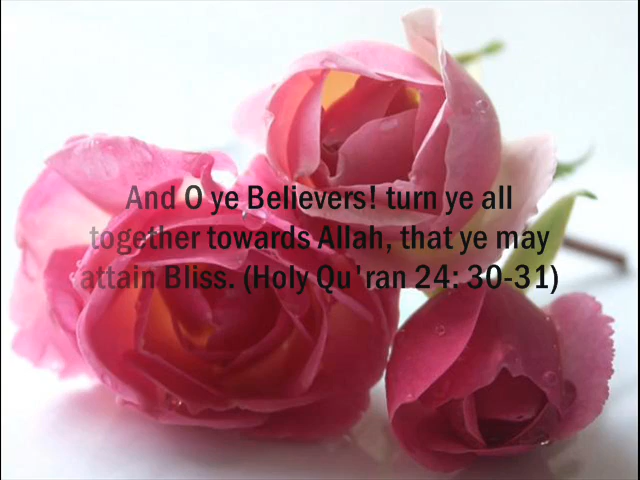 And O ye Believers! turn ye all
together towards Allah, that ye may
attain Bliss. (Holy Qu'ran 24: 30-31)